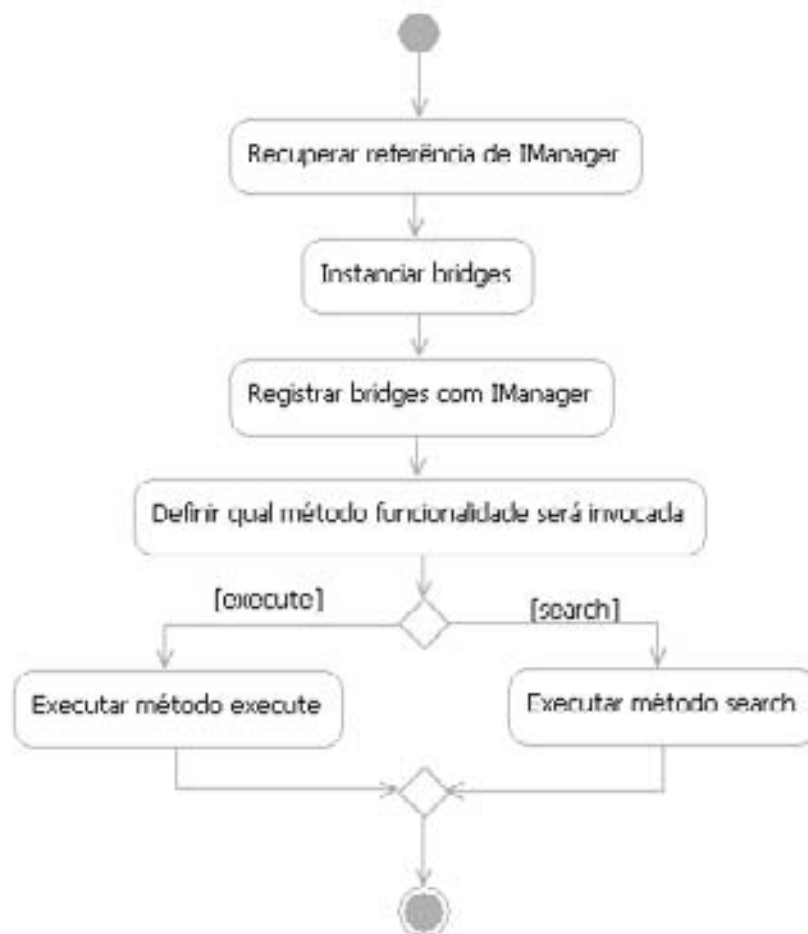 Recuperar referência de IManager
Instanciar bridges
Registrar bridges com IManager
Definir qual método funcionalidade será invocada
[execute]
[search]
Executar método execute
Executar método search